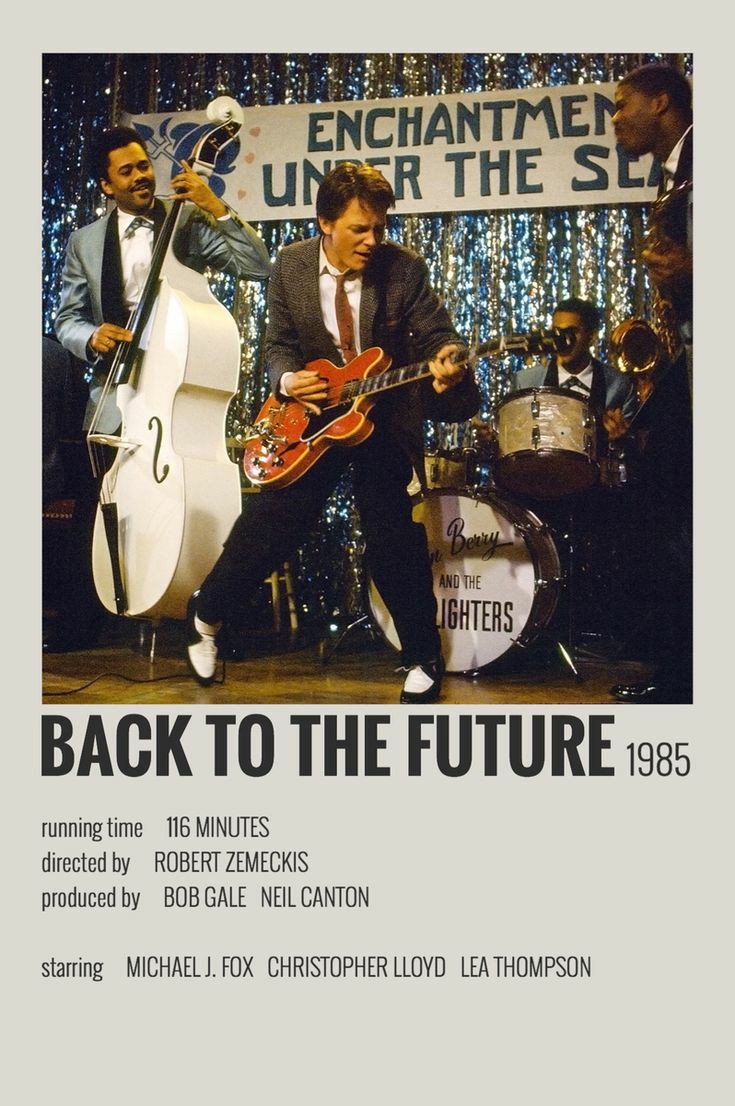 ENCHANTMEN
UNDER THE SEA
Berry
AND THE
LIGHTERS
BACK TO THE FUTURE 1985
running time 116 MINUTES
directed by ROBERT ZEMECKIS
produced by BOB GALE NEIL CANTON
starring MICHAEL J. FOX CHRISTOPHER LLOYD LEA THOMPSON